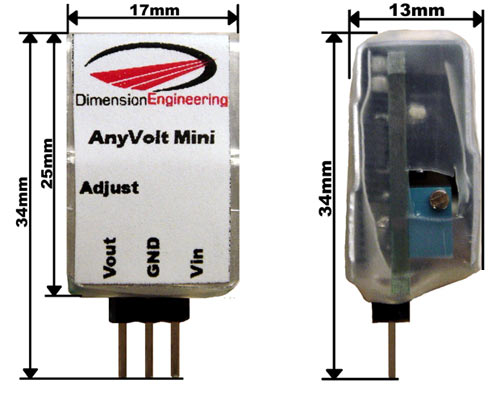 17mm
13mm
34mm
25mm
DimensionEngineering
AnyVolt Mini
Adjust
Vout
GND
Vin
34mm